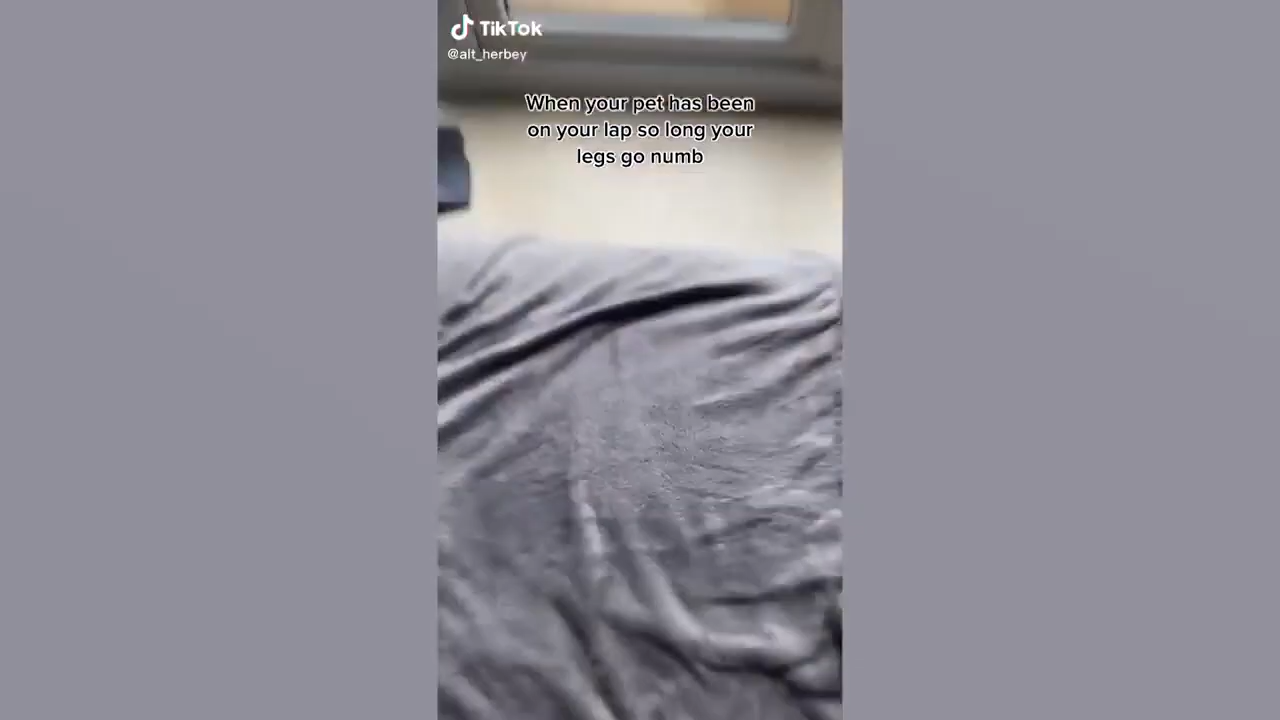 TikTok
@alt_herbey
When your pet has been
on your lap so long your
legs go numb